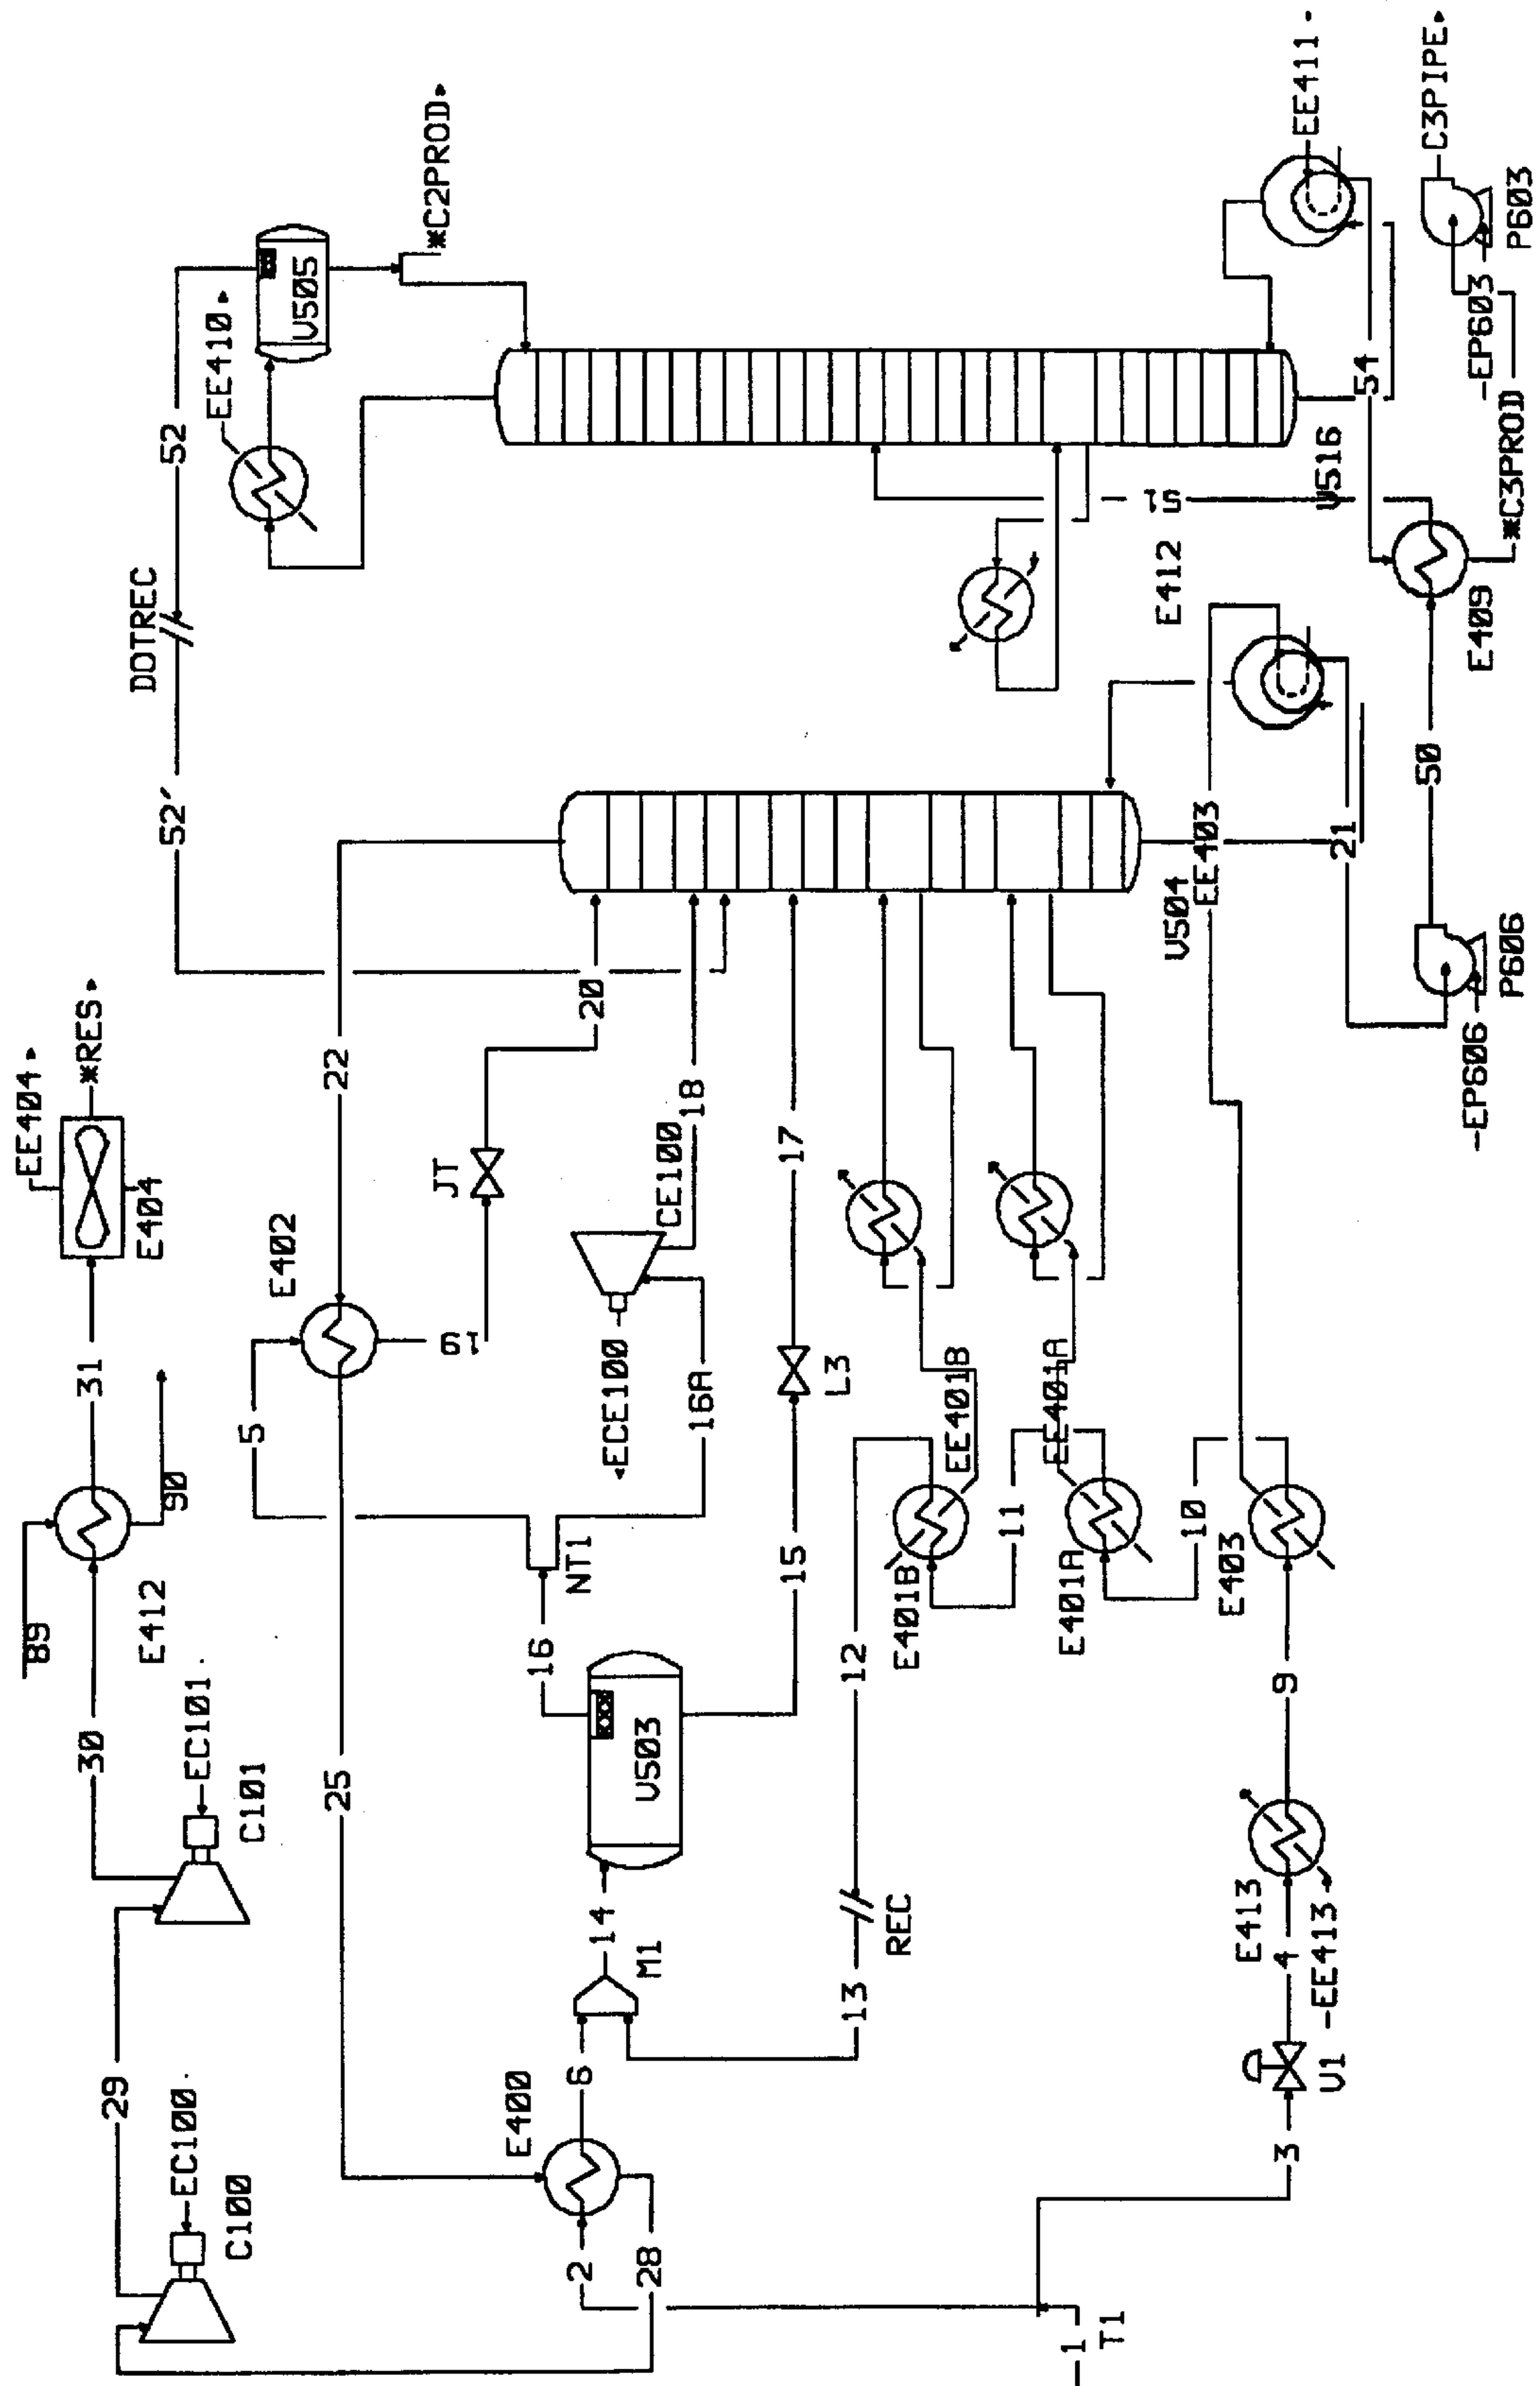 EE404
*RES
E404
31
89
90
E412
30
EC101
C101
29
EC100
C100
DOTREC
52
52'
EE410
V505
*C2PROD
22
E402
5
19
JT
20
25
ECE100
CE100
18
16A
NT1
16
V503
14
M1
6
E400
2
28
1
T1
15
L3
17
12
REC
13
EE401B
E401B
11
EE401A
E401A
10
E403
9
E413
EE413
4
V1
3
V504
EE403
21
EP606
P606
50
E409
E412
51
V516
54
EE411
*C3PROD
EP603
P603
C3PIPE